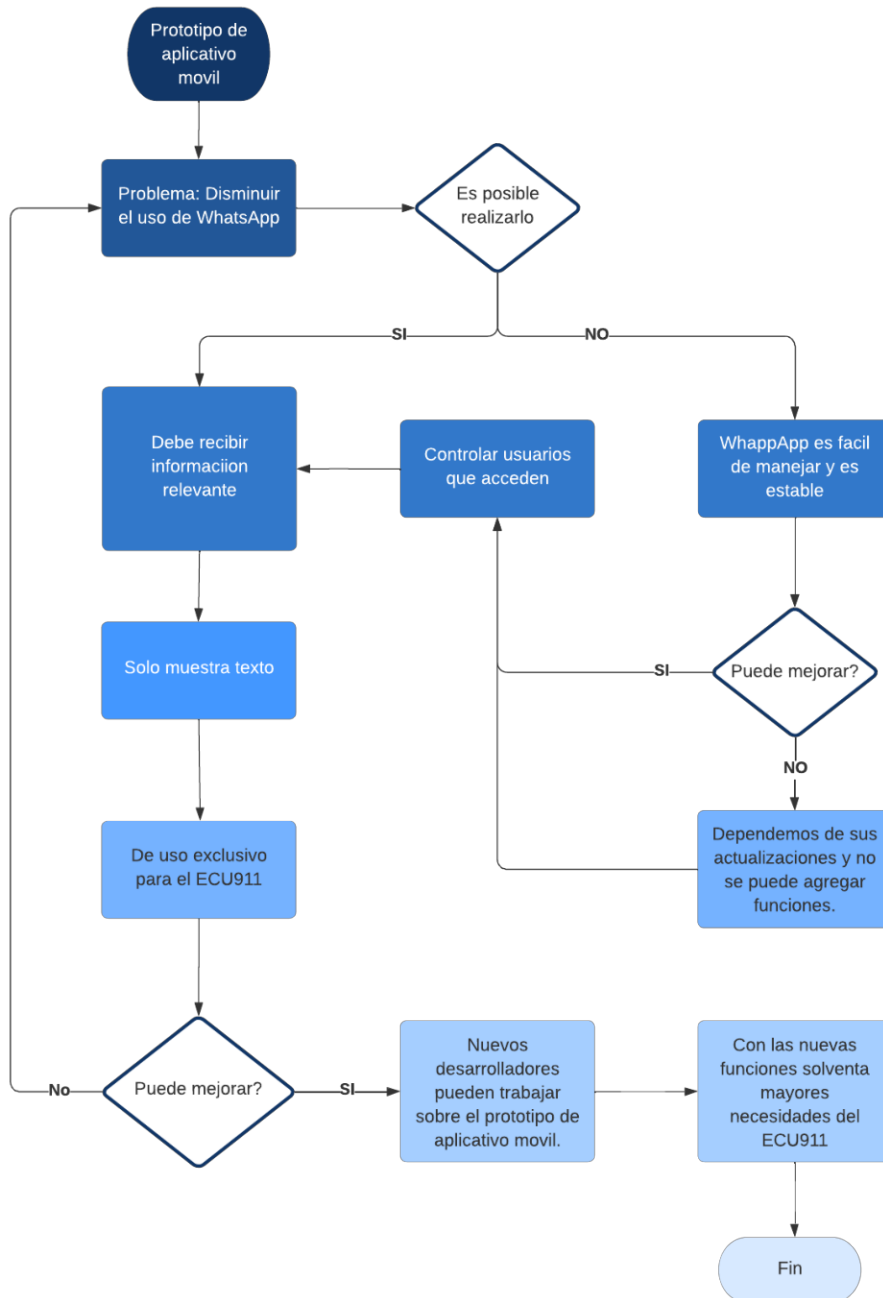 Prototipo de
aplicativo
movil
Problema: Disminuir
el uso de WhatsApp
Es posible
realizarlo
SI
NO
Debe recibir
informaciion
relevante
Controlar usuarios
que acceden
WhappApp es facil
de manejar y es
estable
Solo muestra texto
SI
Puede mejorar?
NO
De uso exclusivo
para el ECU911
Dependemos de sus
actualizaciones y no
se puede agregar
funciones.
No
Puede mejorar?
SI
Nuevos
desarrolladores
pueden trabajar
sobre el prototipo de
aplicativo movil.
Con las nuevas
funciones solventa
mayores
necesidades del
ECU911
Fin